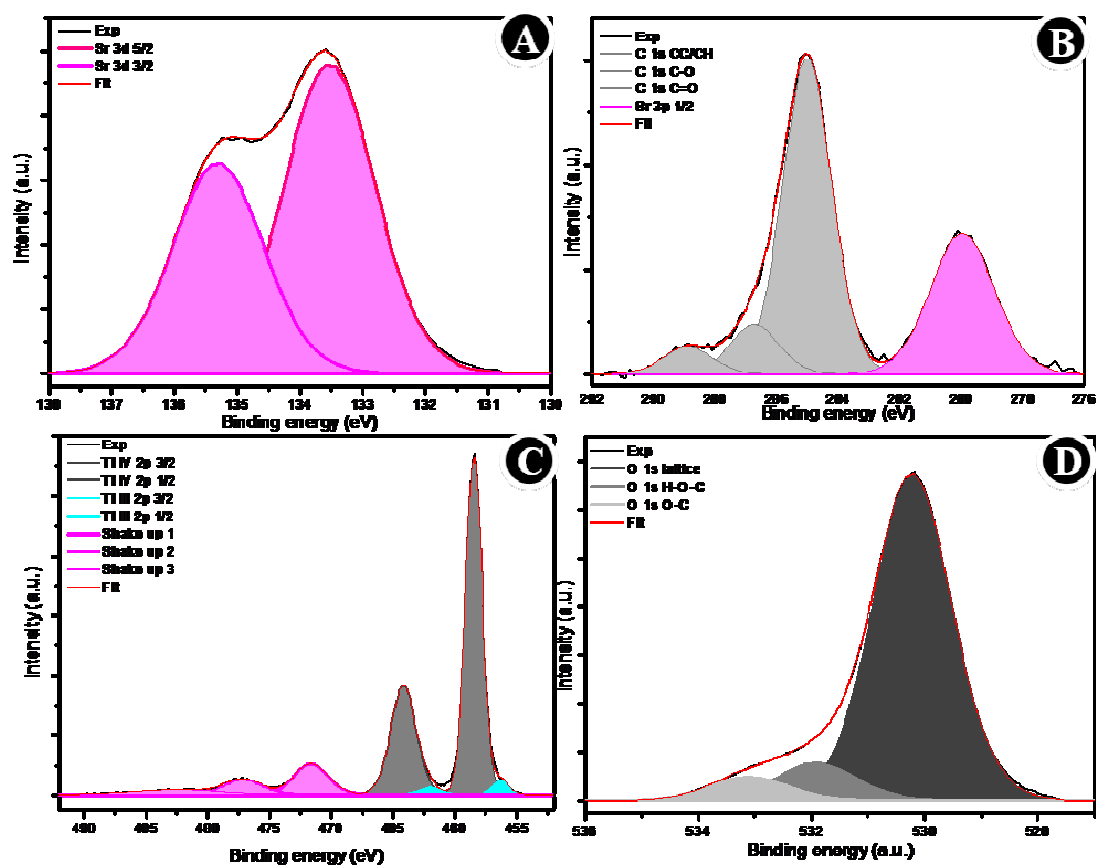 A
Exp
Sr 3d 5/2
Sr 3d 3/2
Fit
Intensity (a.u.)
138 137 136 135 134 133 132 131 130
Binding energy (eV)
B
Exp
C 1s CC/CH
C 1s C-O
C 1s C=O
Sr 3p 1/2
Fit
Intensity (a.u.)
292 290 288 286 284 282 280 278 276
Binding energy (eV)
C
Exp
Ti IV 2p 3/2
Ti IV 2p 1/2
Ti III 2p 3/2
Ti III 2p 1/2
Shake up 1
Shake up 2
Shake up 3
Fit
Intensity (a.u.)
490 485 480 475 470 465 460 455
Binding energy (eV)
D
Exp
O 1s lattice
O 1s H-O-C
O 1s O-C
Fit
Intensity (a.u.)
536 534 532 530 528
Binding energy (a.u.)